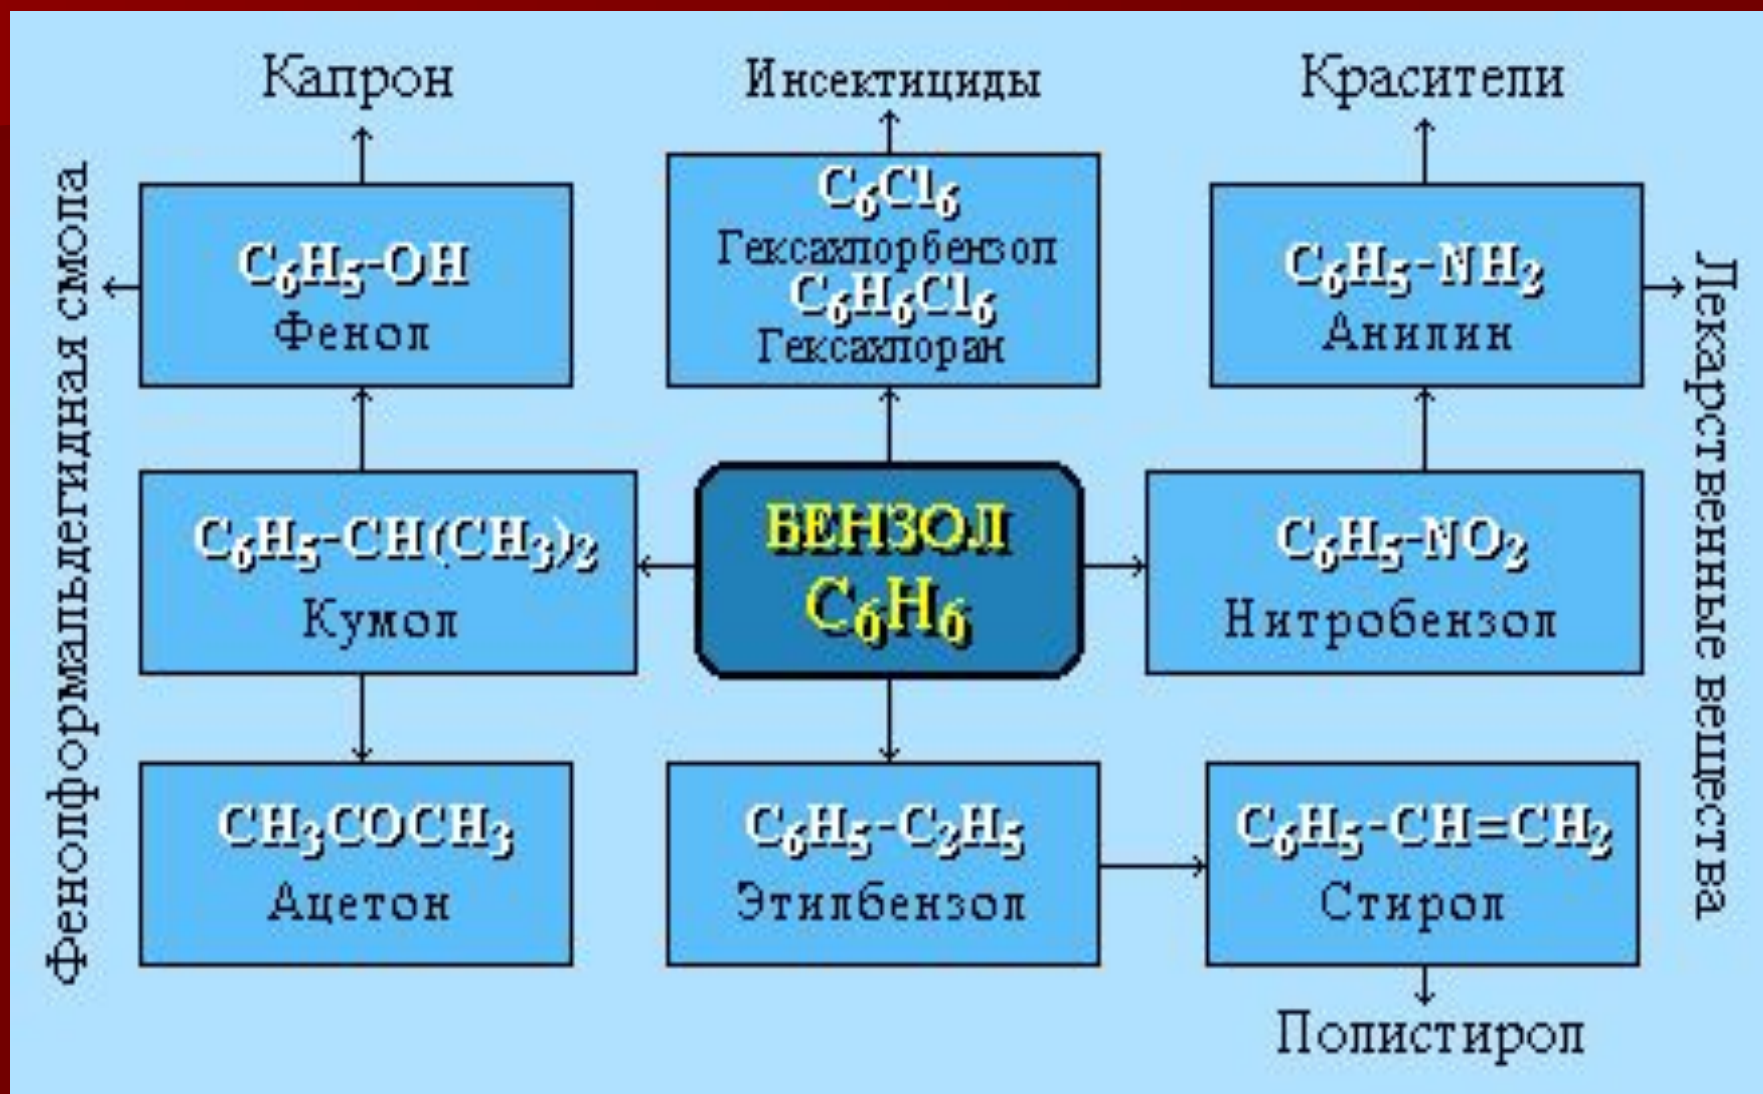 Капрон
Инсектициды
Красители
Фенолформальдегидная смола
C₆H₅-OH
Фенол
C₆Cl₆
Гексахлорбензол
C₆H₆Cl₆
Гексахлоран
C₆H₅-NH₂
Анилин
Лекарственные вещества
C₆H₅-CH(CH₃)₂
Кумол
БЕНЗОЛ
C₆H₆
C₆H₅-NO₂
Нитробензол
CH₃COCH₃
Ацетон
C₆H₅-C₂H₅
Этилбензол
C₆H₅-CH=CH₂
Стирол
Полистирол